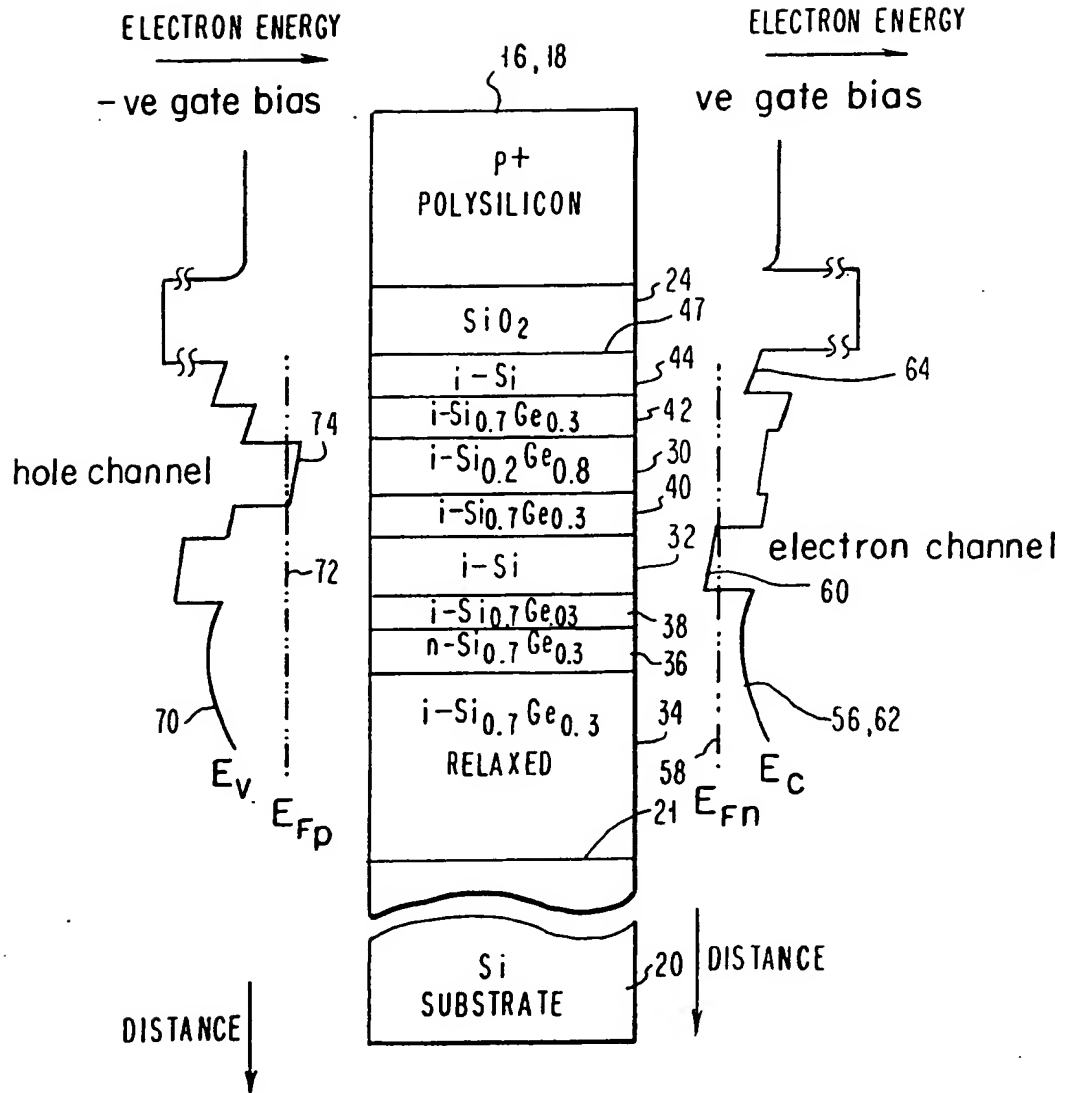 ELECTRON ENERGY
-ve gate bias
ELECTRON ENERGY
ve gate bias
16,18
p+
POLYSILICON
SiO2
24
47
i-Si
44
64
i-Si0.7Ge0.3
42
74
hole channel
i-Si0.2Ge0.8
30
i-Si0.7Ge0.3
40
72
i-Si
32
electron channel
60
i-Si0.7Ge.03
38
n-Si0.7Ge0.3
36
70
i-Si0.7Ge0.3
RELAXED
34
56,62
58
Ev
EFp
EFn
Ec
21
Si
SUBSTRATE
20
DISTANCE
DISTANCE